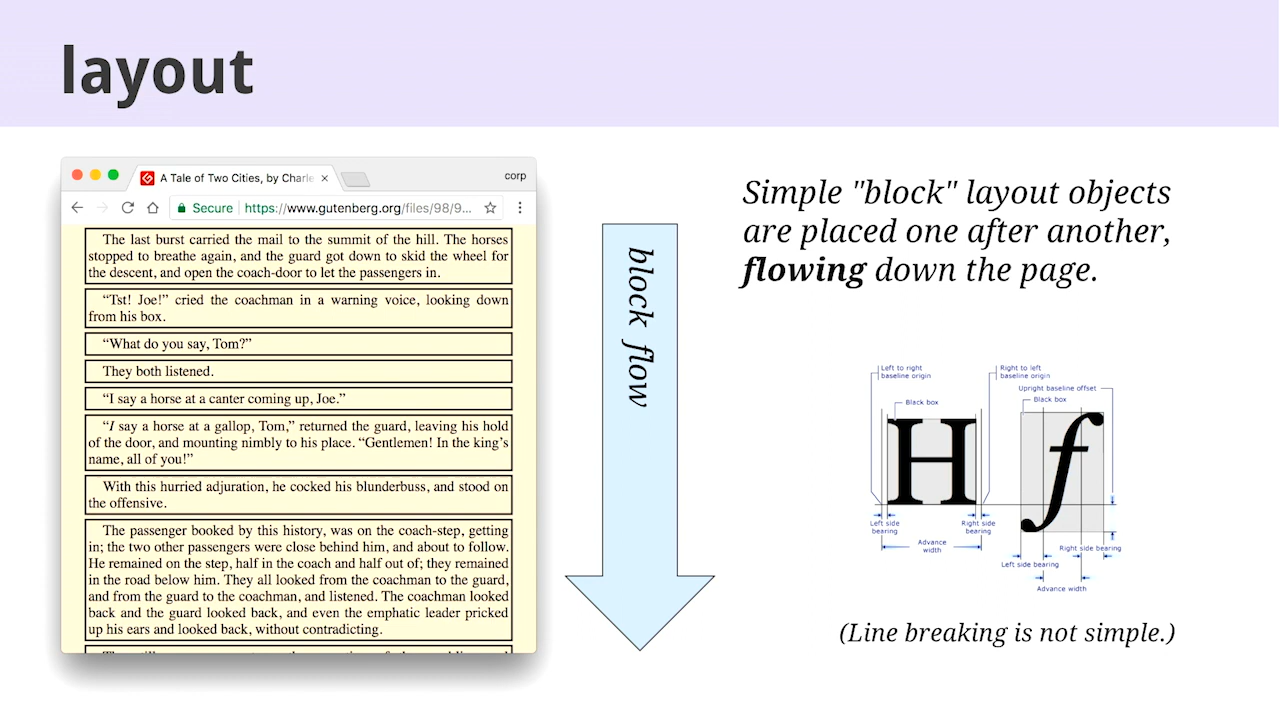 layout
A Tale of Two Cities, by Charle
corp
Secure
https://www.gutenberg.org/files/98/9...
The last burst carried the mail to the summit of the hill. The horses
stopped to breathe again, and the guard got down to skid the wheel for
the descent, and open the coach-door to let the passengers in.
“Tst! Joe!” cried the coachman in a warning voice, looking down
from his box.
“What do you say, Tom?”
They both listened.
“I say a horse at a canter coming up, Joe.”
“I say a horse at a gallop, Tom,” returned the guard, leaving his hold
of the door, and mounting nimbly to his place. “Gentlemen! In the king’s
name, all of you!”
With this hurried adjuration, he cocked his blunderbuss, and stood on
the offensive.
The passenger booked by this history, was on the coach-step, getting
in; the two other passengers were close behind him, and about to follow.
He remained on the step, half in the coach and half out of; they remained
in the road below him. They all looked from the coachman to the guard,
and from the guard to the coachman, and listened. The coachman looked
back and the guard looked back, and even the emphatic leader pricked
up his ears and looked back, without contradicting.
block flow
Simple "block" layout objects
are placed one after another,
flowing down the page.
Left to right
baseline origin
Right to left
baseline origin
Upright baseline offset
Black box
Black box
H
f
Left side
bearing
Right side
bearing
Advance
width
Right side bearing
Left side bearing
Advance width
(Line breaking is not simple.)